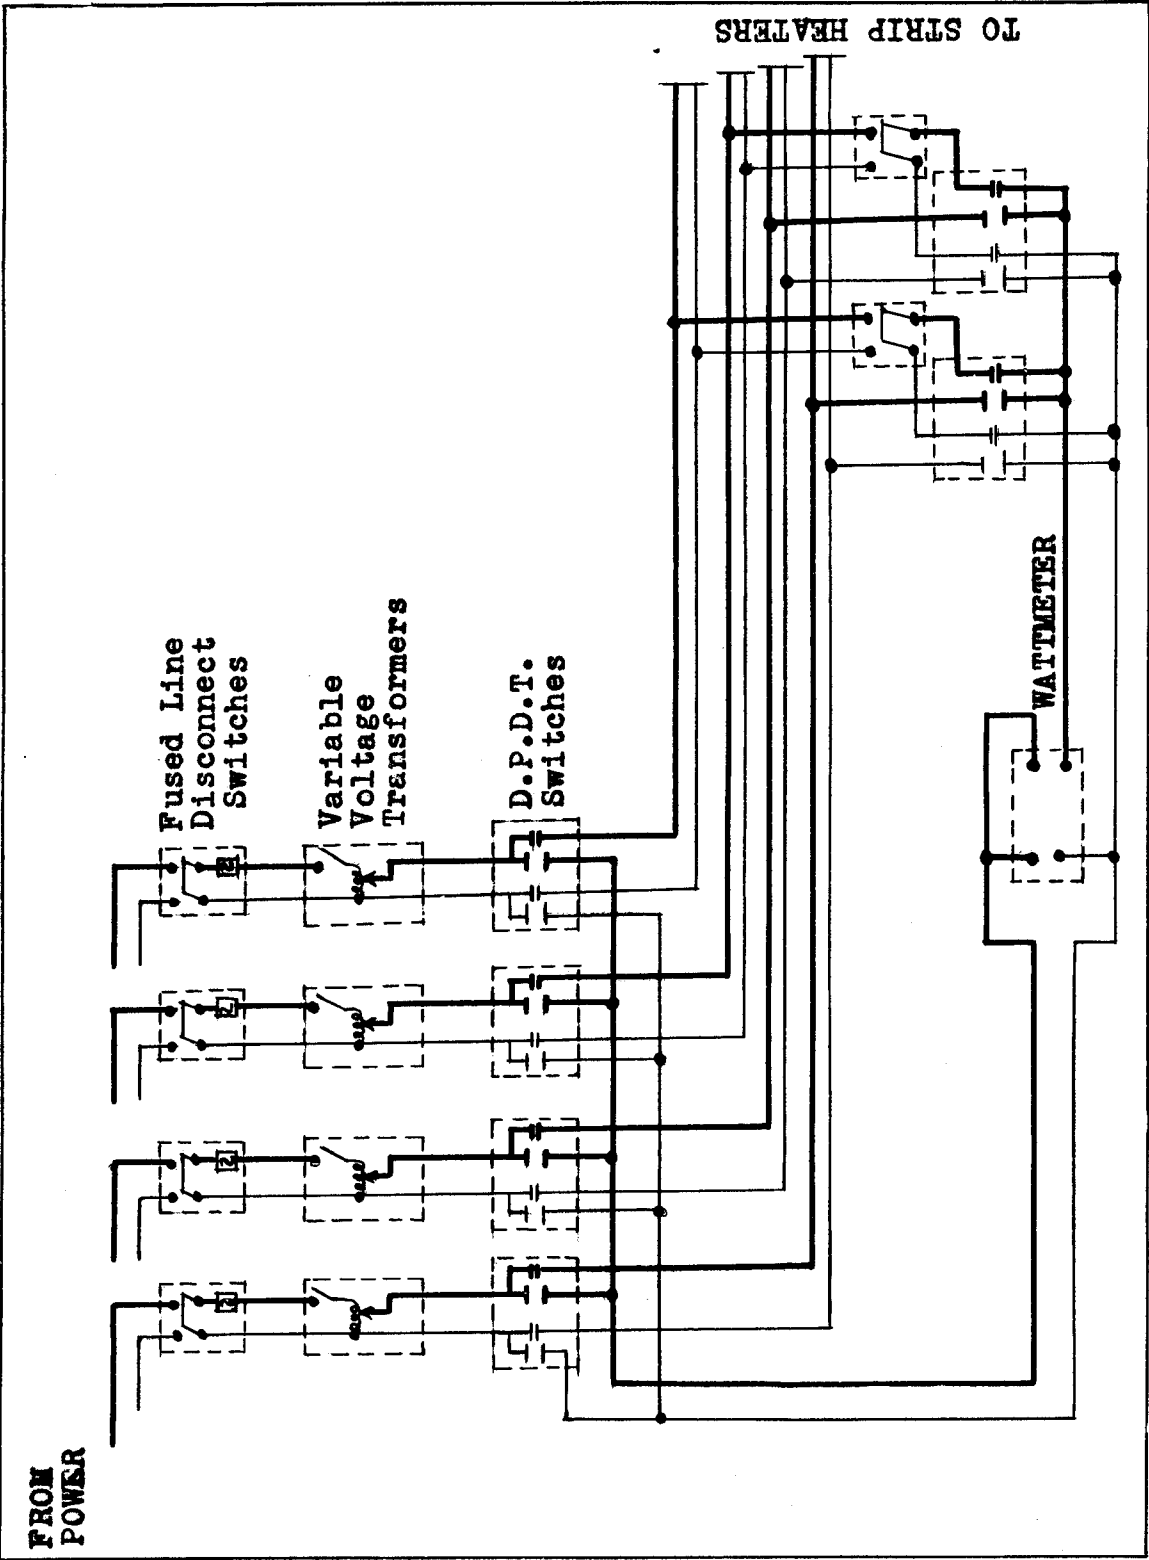 FROM
POWER
Fused Line
Disconnect
Switches
Variable
Voltage
Transformers
D.P.D.T.
Switches
WATTMETER
TO STRIP HEATERS